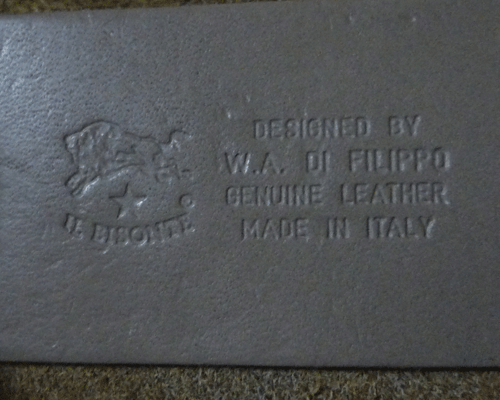 IL BISONTE
DESIGNED BY
W.A. DI FILIPPO
GENUINE LEATHER
MADE IN ITALY